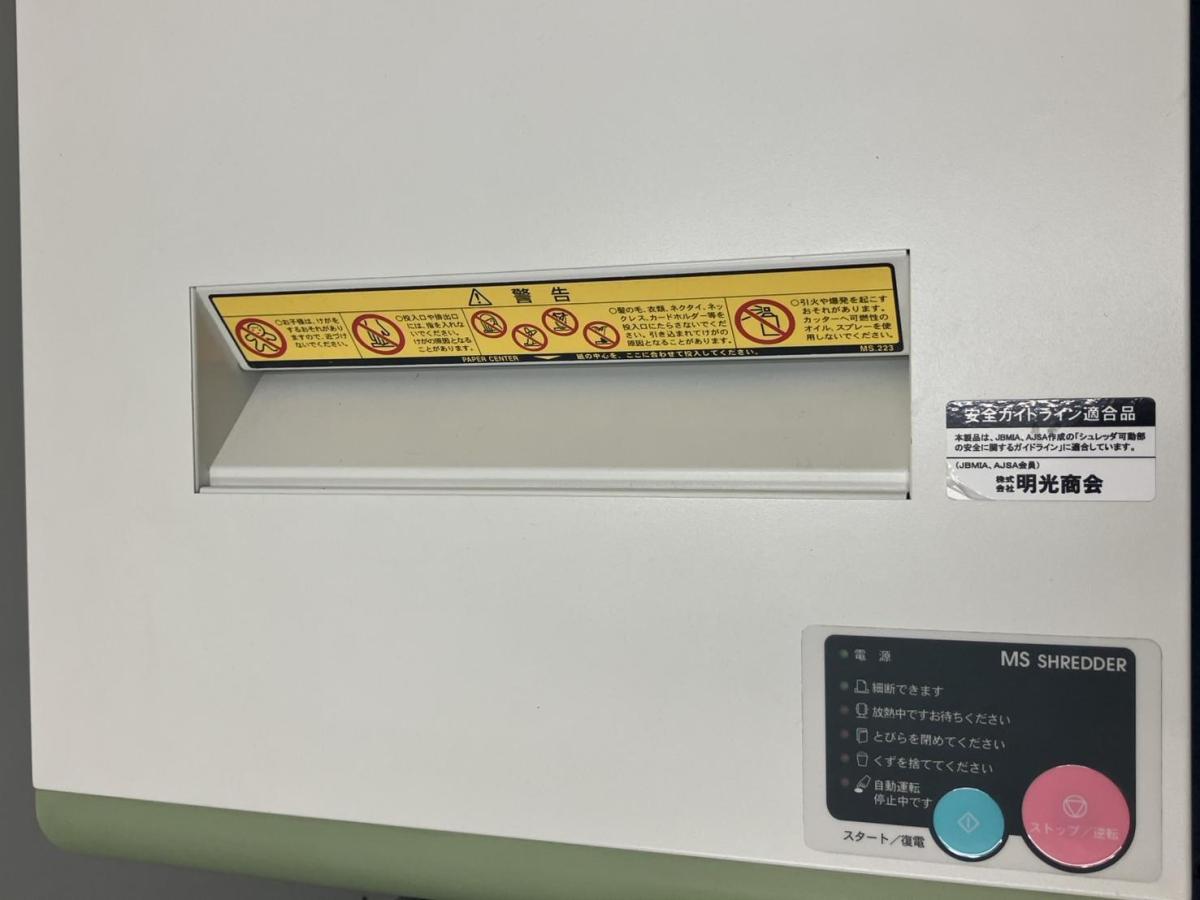 警告
○お子様は、けがを
するおそれがあり
ますので、近づけ
ないでください。
○投入口や排出口
には、指を入れな
いでください。
けがの原因となる
ことがあります。
○髪の毛、衣類、ネクタイ、ネッ
クレス、カードホルダー等を
投入口にたらさないでくだ
さい。引き込まれてけがの
原因となることがあります。
○引火や爆発を起こす
おそれがあります。
カッターへ可燃性の
オイル、スプレーを使
用しないでください。
MS.223
PAPER CENTER 紙の中心を、ここに合わせて投入してください。
安全ガイドライン適合品
本製品は、JBMIA、AJSA作成の「シュレッダ可動部
の安全に関するガイドライン」に適合しています。
(JBMIA、AJSA会員)
株式会社 明光商会
電源
MS SHREDDER
細断できます
放熱中ですお待ちください
とびらを閉めてください
くずを捨ててください
自動運転
停止中です
スタート／復電
ストップ／逆転